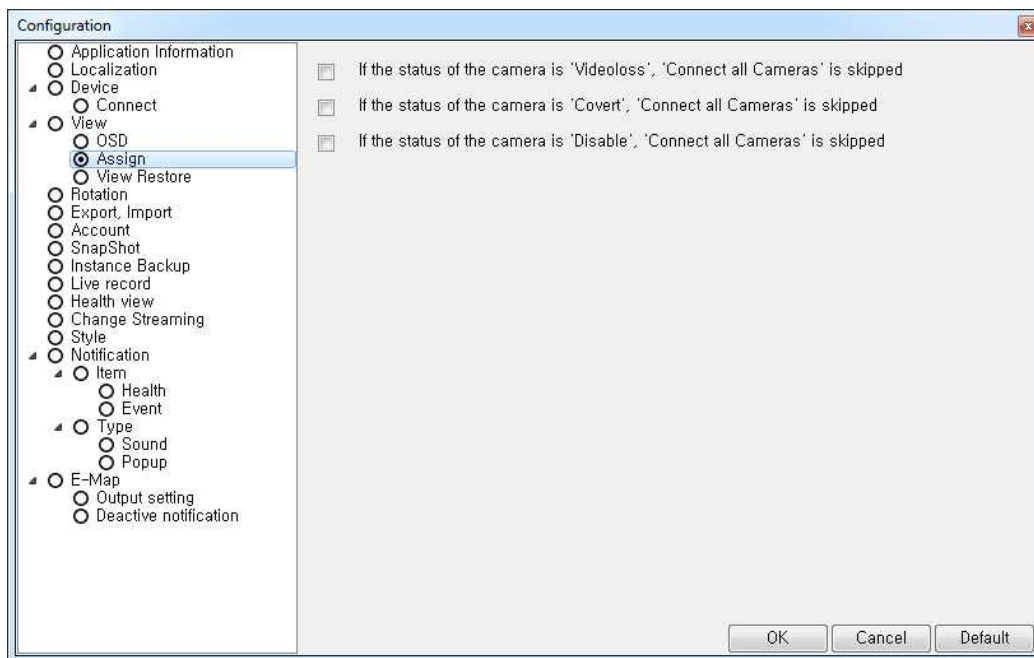 Configuration
Application Information
Localization
Device
Connect
View
OSD
Assign
View Restore
Rotation
Export, Import
Account
SnapShot
Instance Backup
Live record
Health view
Change Streaming
Style
Notification
Item
Health
Event
Type
Sound
Popup
E-Map
Output setting
Deactive notification
If the status of the camera is 'Videoloss', 'Connect all Cameras' is skipped
If the status of the camera is 'Covert', 'Connect all Cameras' is skipped
If the status of the camera is 'Disable', 'Connect all Cameras' is skipped
OK
Cancel
Default